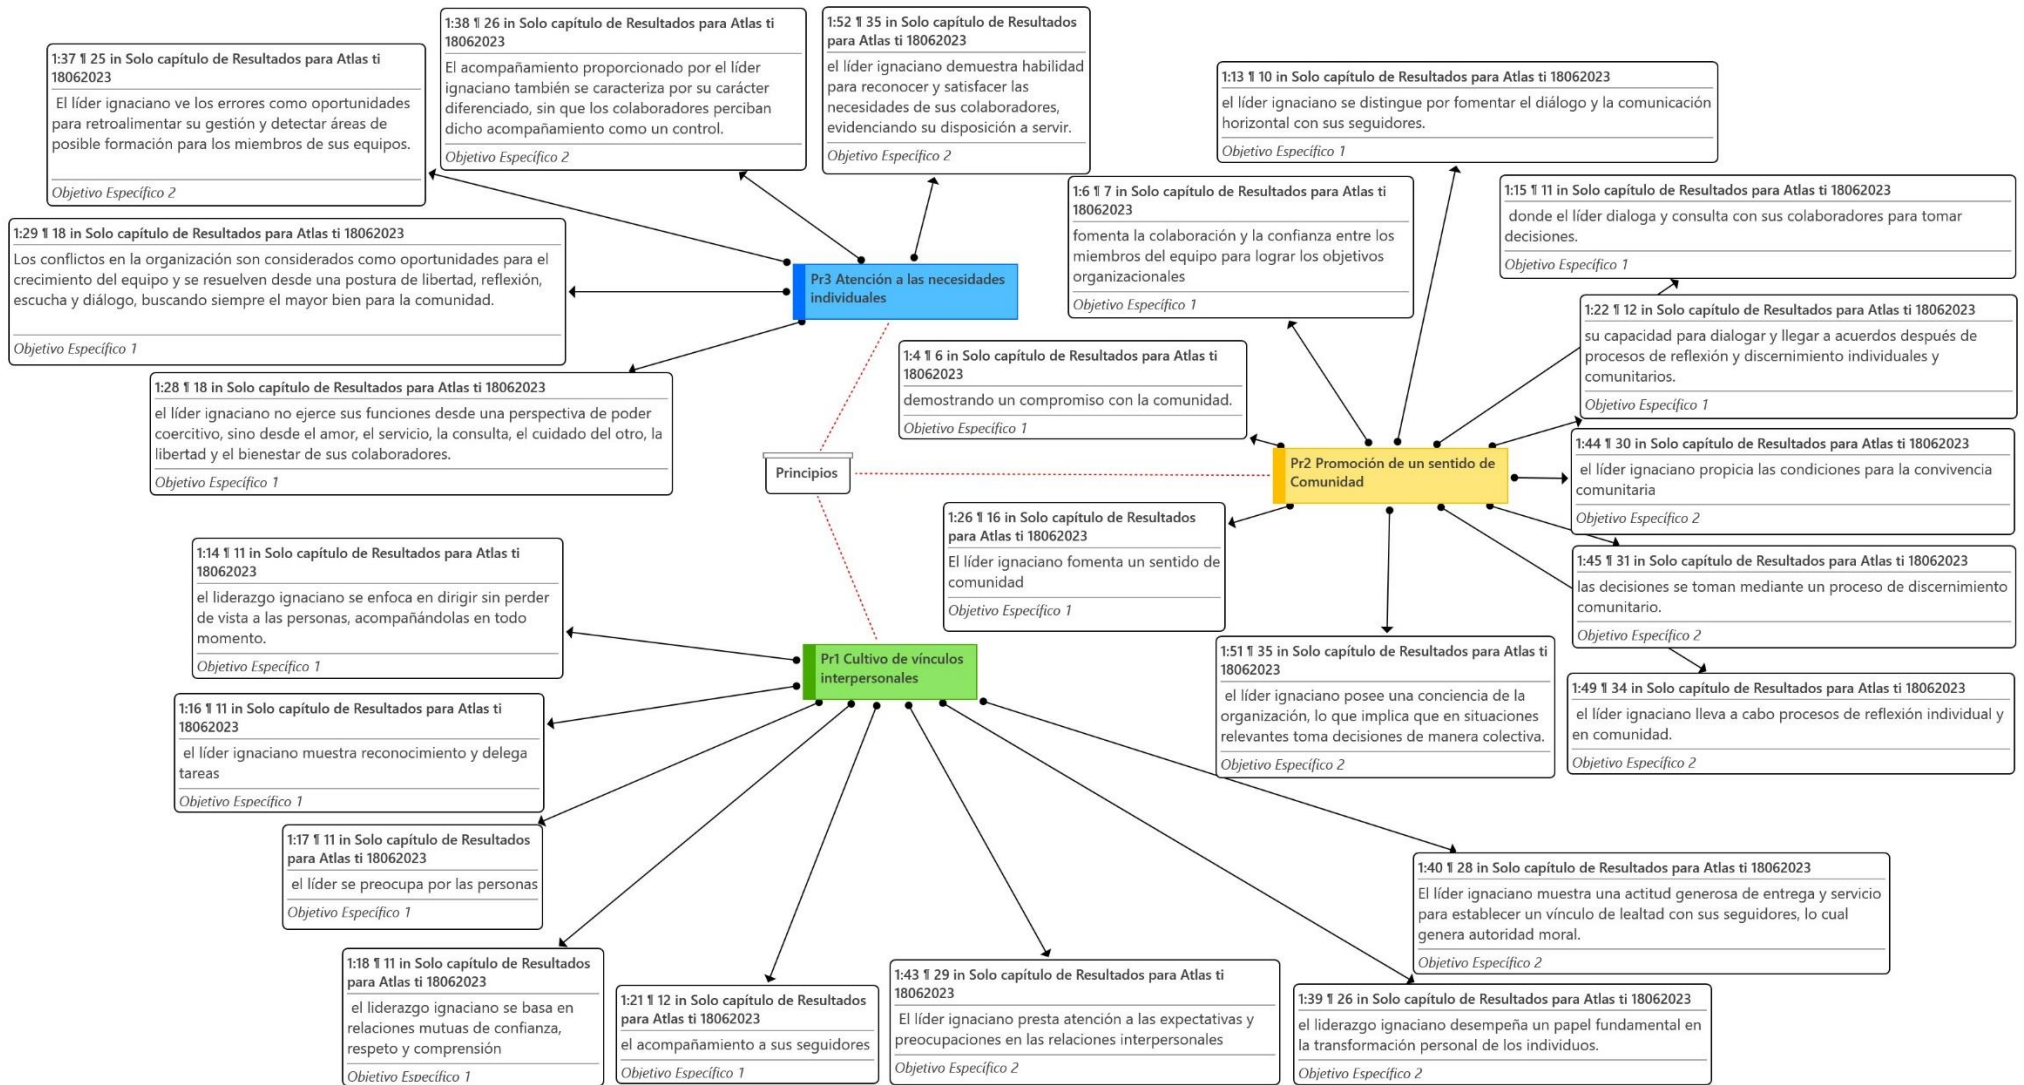 1:38 ¶ 26 in Solo capítulo de Resultados para Atlas ti
18062023
El acompañamiento proporcionado por el líder
ignaciano también se caracteriza por su carácter
diferenciado, sin que los colaboradores perciban
dicho acompañamiento como un control.
Objetivo Específico 2
1:52 ¶ 35 in Solo capítulo de Resultados
para Atlas ti 18062023
el líder ignaciano demuestra habilidad
para reconocer y satisfacer las
necesidades de sus colaboradores,
evidenciando su disposición a servir.
Objetivo Específico 2
1:37 ¶ 25 in Solo capítulo de Resultados para Atlas ti
18062023
El líder ignaciano ve los errores como oportunidades
para retroalimentar su gestión y detectar áreas de
posible formación para los miembros de sus equipos.
Objetivo Específico 2
1:13 ¶ 10 in Solo capítulo de Resultados para Atlas ti 18062023
el líder ignaciano se distingue por fomentar el diálogo y la comunicación
horizontal con sus seguidores.
Objetivo Específico 1
1:6 ¶ 7 in Solo capítulo de Resultados para Atlas ti
18062023
fomenta la colaboración y la confianza entre los
miembros del equipo para lograr los objetivos
organizacionales
Objetivo Específico 1
1:15 ¶ 11 in Solo capítulo de Resultados para Atlas ti 18062023
donde el líder dialoga y consulta con sus colaboradores para tomar
decisiones.
Objetivo Específico 1
1:29 ¶ 18 in Solo capítulo de Resultados para Atlas ti 18062023
Los conflictos en la organización son considerados como oportunidades para el
crecimiento del equipo y se resuelven desde una postura de libertad, reflexión,
escucha y diálogo, buscando siempre el mayor bien para la comunidad.
Objetivo Específico 1
Pr3 Atención a las necesidades
individuales
1:22 ¶ 12 in Solo capítulo de Resultados para Atlas ti 18062023
su capacidad para dialogar y llegar a acuerdos después de
procesos de reflexión y discernimiento individuales y
comunitarios.
Objetivo Específico 1
1:4 ¶ 6 in Solo capítulo de Resultados para Atlas ti
18062023
demostrando un compromiso con la comunidad.
Objetivo Específico 1
1:28 ¶ 18 in Solo capítulo de Resultados para Atlas ti 18062023
el líder ignaciano no ejerce sus funciones desde una perspectiva de poder
coercitivo, sino desde el amor, el servicio, la consulta, el cuidado del otro, la
libertad y el bienestar de sus colaboradores.
Objetivo Específico 1
Principios
Pr2 Promoción de un sentido de
Comunidad
1:44 ¶ 30 in Solo capítulo de Resultados para Atlas ti 18062023
el líder ignaciano propicia las condiciones para la convivencia
comunitaria
Objetivo Específico 2
1:26 ¶ 16 in Solo capítulo de Resultados
para Atlas ti 18062023
El líder ignaciano fomenta un sentido de
comunidad
Objetivo Específico 1
1:45 ¶ 31 in Solo capítulo de Resultados para Atlas ti 18062023
las decisiones se toman mediante un proceso de discernimiento
comunitario.
Objetivo Específico 2
1:14 ¶ 11 in Solo capítulo de Resultados para Atlas ti
18062023
el liderazgo ignaciano se enfoca en dirigir sin perder
de vista a las personas, acompañándolas en todo
momento.
Objetivo Específico 1
Pr1 Cultivo de vínculos
interpersonales
1:51 ¶ 35 in Solo capítulo de Resultados para Atlas ti
18062023
el líder ignaciano posee una conciencia de la
organización, lo que implica que en situaciones
relevantes toma decisiones de manera colectiva.
Objetivo Específico 2
1:49 ¶ 34 in Solo capítulo de Resultados para Atlas ti 18062023
el líder ignaciano lleva a cabo procesos de reflexión individual y
en comunidad.
Objetivo Específico 2
1:16 ¶ 11 in Solo capítulo de Resultados para Atlas ti
18062023
el líder ignaciano muestra reconocimiento y delega
tareas
Objetivo Específico 1
1:17 ¶ 11 in Solo capítulo de Resultados
para Atlas ti 18062023
el líder se preocupa por las personas
Objetivo Específico 1
1:40 ¶ 28 in Solo capítulo de Resultados para Atlas ti 18062023
El líder ignaciano muestra una actitud generosa de entrega y servicio
para establecer un vínculo de lealtad con sus seguidores, lo cual
genera autoridad moral.
Objetivo Específico 2
1:18 ¶ 11 in Solo capítulo de Resultados
para Atlas ti 18062023
el liderazgo ignaciano se basa en
relaciones mutuas de confianza,
respeto y comprensión
Objetivo Específico 1
1:21 ¶ 12 in Solo capítulo de Resultados
para Atlas ti 18062023
el acompañamiento a sus seguidores
Objetivo Específico 1
1:43 ¶ 29 in Solo capítulo de Resultados para Atlas ti
18062023
El líder ignaciano presta atención a las expectativas y
preocupaciones en las relaciones interpersonales
Objetivo Específico 2
1:39 ¶ 26 in Solo capítulo de Resultados para Atlas ti 18062023
el liderazgo ignaciano desempeña un papel fundamental en
la transformación personal de los individuos.
Objetivo Específico 2